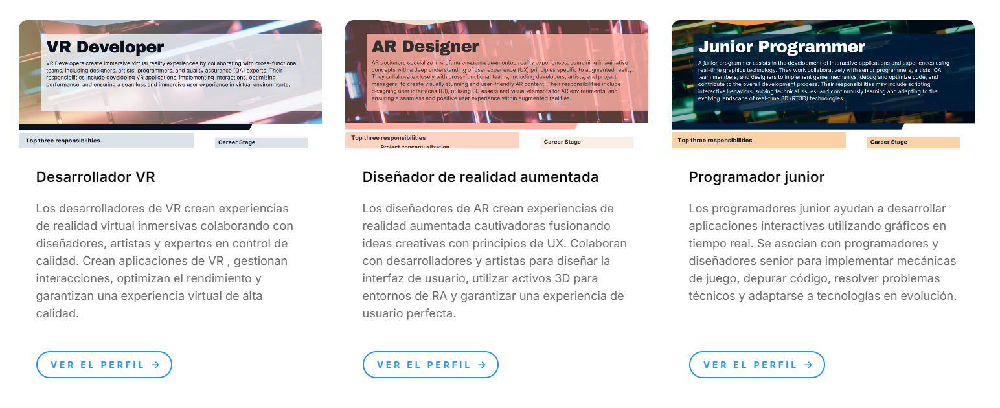 VR Developer
VR Developers create immersive virtual reality experiences by collaborating with cross-functional
teams, including designers, artists, programmers, and quality assurance (QA) experts. Their
responsibilities include developing VR applications, implementing interactions, optimizing
performance, and ensuring a seamless and immersive user experience in virtual environments.
Top three responsibilities
Career Stage
Desarrollador VR
Los desarrolladores de VR crean experiencias
de realidad virtual inmersivas colaborando con
diseñadores, artistas y expertos en control de
calidad. Crean aplicaciones de VR , gestionan
interacciones, optimizan el rendimiento y
garantizan una experiencia virtual de alta
calidad.
VER EL PERFIL →
AR Designer
AR designers specialize in crafting engaging augmented reality experiences, combining imaginative
concepts with a deep understanding of user experience (UX) principles specific to augmented reality.
They collaborate closely with cross-functional teams, including developers, artists, and project
managers, to create visually stunning and user-friendly AR content. Their responsibilities include
designing user interfaces (UI), utilizing 3D assets and visual elements for AR environments, and
ensuring a seamless and positive user experience within augmented realities.
Top three responsibilities
Project conceptualization
Career Stage
Diseñador de realidad aumentada
Los diseñadores de AR crean experiencias de
realidad aumentada cautivadoras fusionando
ideas creativas con principios de UX. Colaboran
con desarrolladores y artistas para diseñar la
interfaz de usuario, utilizar activos 3D para
entornos de RA y garantizar una experiencia de
usuario perfecta.
VER EL PERFIL →
Junior Programmer
A junior programmer assists in the development of interactive applications and experiences using
real-time graphics technology. They work collaboratively with senior programmers, artists, QA
team members, and designers to implement game mechanics, debug and optimize code, and
contribute to the overall development process. Their responsibilities may include scripting
interactive behaviors, solving technical issues, and continuously learning and adapting to the
evolving landscape of real-time 3D (RT3D) technologies.
Top three responsibilities
Career Stage
Programador junior
Los programadores junior ayudan a desarrollar
aplicaciones interactivas utilizando gráficos en
tiempo real. Se asocian con programadores y
diseñadores senior para implementar mecánicas
de juego, depurar código, resolver problemas
técnicos y adaptarse a tecnologías en evolución.
VER EL PERFIL →